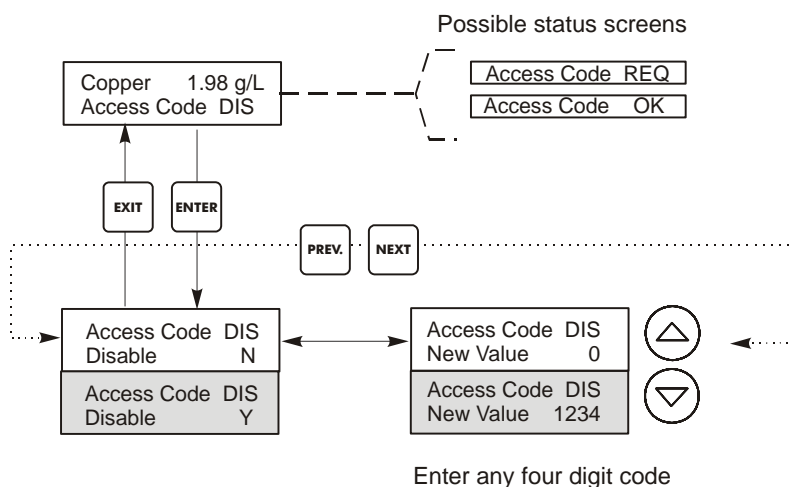 Possible status screens
Copper 1.98 g/L
Access Code DIS
Access Code REQ
Access Code OK
EXIT
ENTER
PREV.
NEXT
Access Code DIS
Disable N
Access Code DIS
Disable Y
Access Code DIS
New Value 0
Access Code DIS
New Value 1234
Enter any four digit code